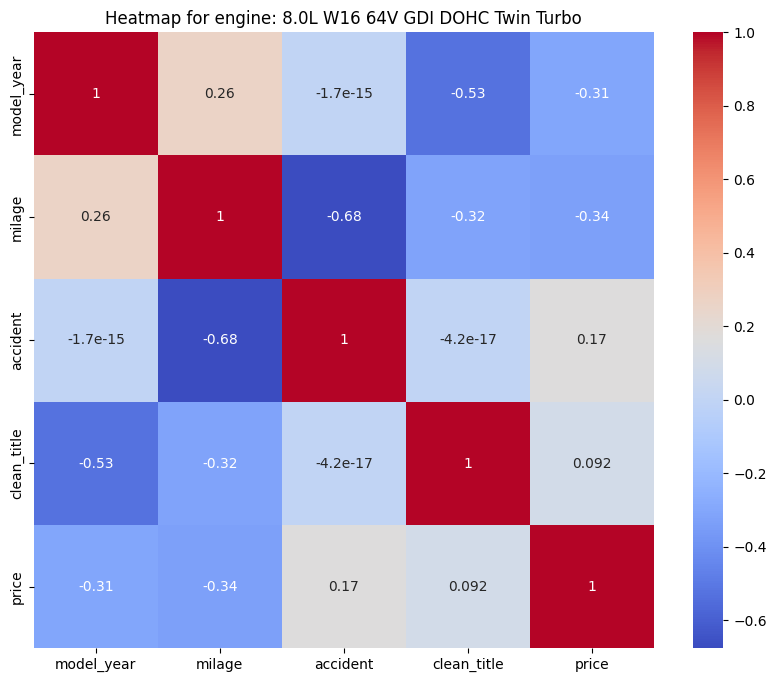 Heatmap for engine: 8.0L W16 64V GDI DOHC Twin Turbo
model_year 1 0.26 -1.7e-15 -0.53 -0.31
milage 0.26 1 -0.68 -0.32 -0.34
accident -1.7e-15 -0.68 1 -4.2e-17 0.17
clean_title -0.53 -0.32 -4.2e-17 1 0.092
price -0.31 -0.34 0.17 0.092 1
model_year milage accident clean_title price
1.0
0.8
0.6
0.4
0.2
0.0
−0.2
−0.4
−0.6